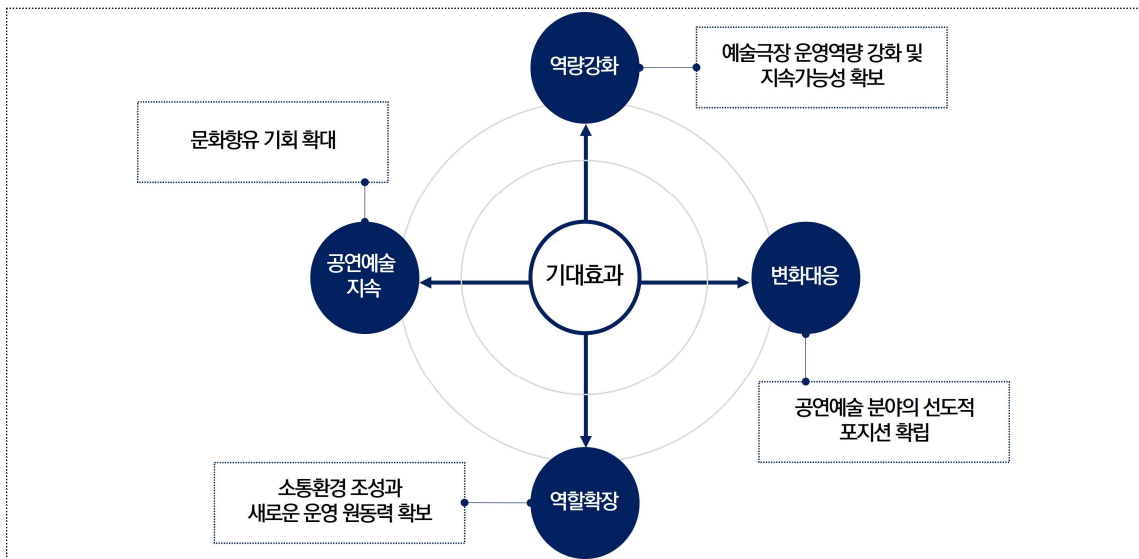 역량강화
예술극장 운영역량 강화 및
지속가능성 확보
문화향유 기회 확대
공연예술
지속
기대효과
변화대응
공연예술 분야의 선도적
포지션 확립
소통환경 조성과
새로운 운영 원동력 확보
역할확장